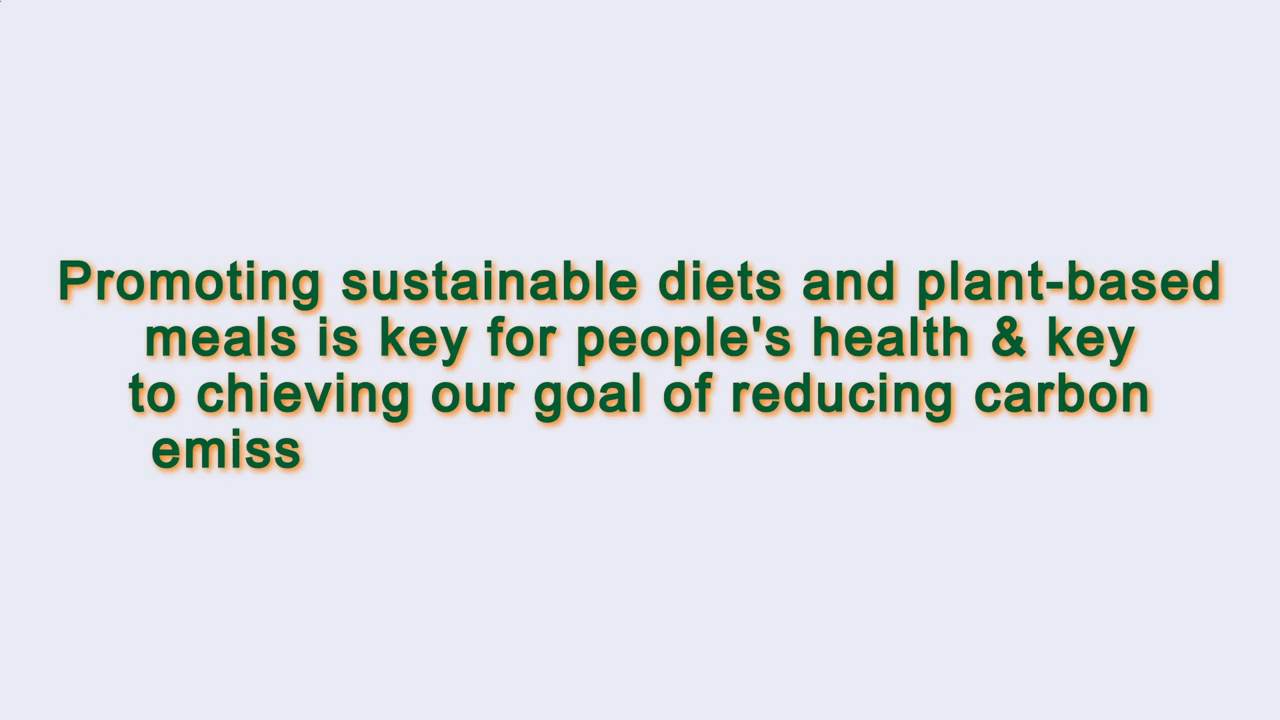 Promoting sustainable diets and plant-based
meals is key for people's health & key
to chieving our goal of reducing carbon
emiss